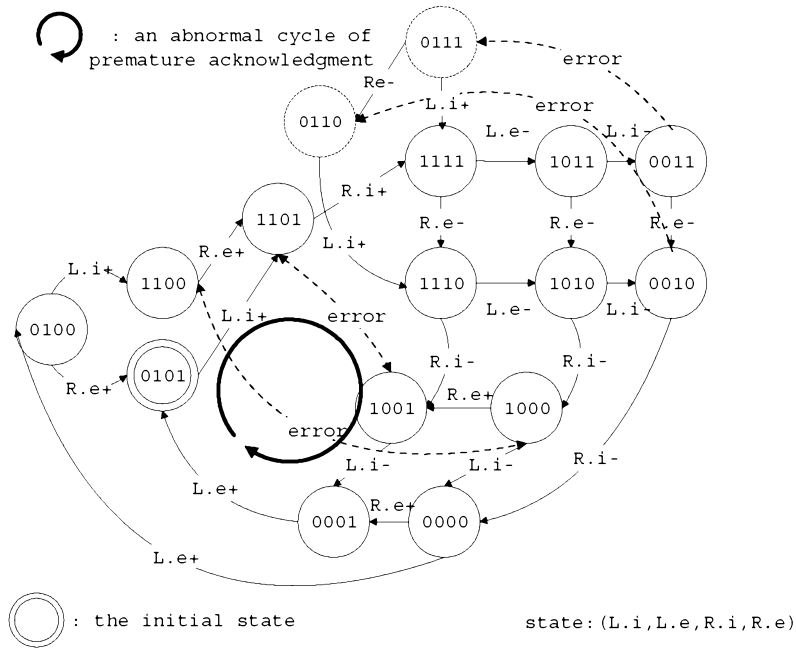 : an abnormal cycle of
premature acknowledgment
0111
error
Re-
L.i+
error
0110
L.e-
L.i-
1111
1011
0011
R.i+
1101
R.e-
R.e-
R.e-
R.e+
L.i+
L.i+
1100
1110
1010
0010
L.e-
L.i-
L.i+
error
0100
R.i-
R.i-
R.e+
0101
R.e+
1001
1000
error
L.i-
L.i-
R.i-
L.e+
R.e+
0001
0000
L.e+
: the initial state
state:(L.i,L.e,R.i,R.e)